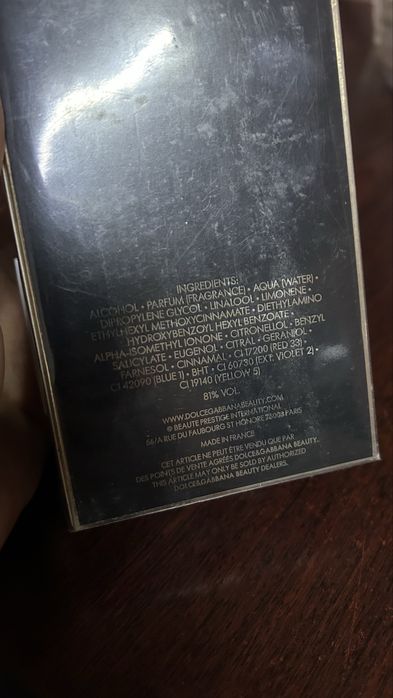 INGREDIENTS:
ALCOHOL • PARFUM (FRAGRANCE) • AQUA (WATER) •
DIPROPYLENE GLYCOL • LINALOOL • LIMONENE •
ETHYLHEXYL METHOXYCINNAMATE • DIETHYLAMINO
HYDROXYBENZOYL HEXYL BENZOATE •
ALPHA-ISOMETHYL IONONE • CITRONELLOL • BENZYL
SALICYLATE • EUGENOL • CITRAL • GERANIOL •
FARNESOL • CINNAMAL • CI 17200 (RED 33) •
CI 42090 (BLUE 1) • BHT • CI 60730 (EXT. VIOLET 2) •
CI 19140 (YELLOW 5)
81% VOL.
WWW.DOLCEGABBANABEAUTY.COM
© BEAUTE PRESTIGE INTERNATIONAL
56/A RUE DU FAUBOURG ST HONORE 75008 PARIS
MADE IN FRANCE
CET ARTICLE NE PEUT ÊTRE VENDU QUE PAR
DES POINTS DE VENTE AGRÉÉS DOLCE&GABBANA BEAUTY.
THIS ARTICLE MAY ONLY BE SOLD BY AUTHORIZED
DOLCE&GABBANA BEAUTY DEALERS.